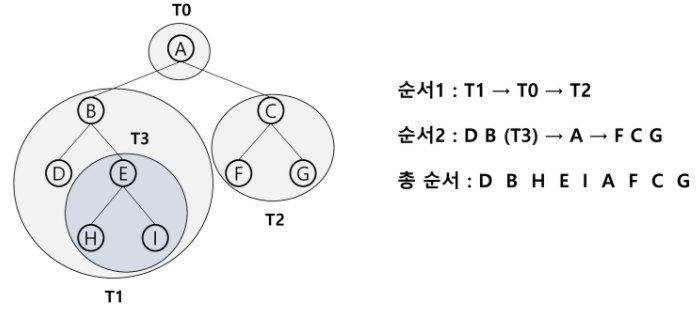 T0
A
B
C
T3
D
E
F
G
H
I
T2
T1
순서1 : T1 → T0 → T2
순서2 : D B (T3) → A → F C G
총 순서 : D B H E I A F C G